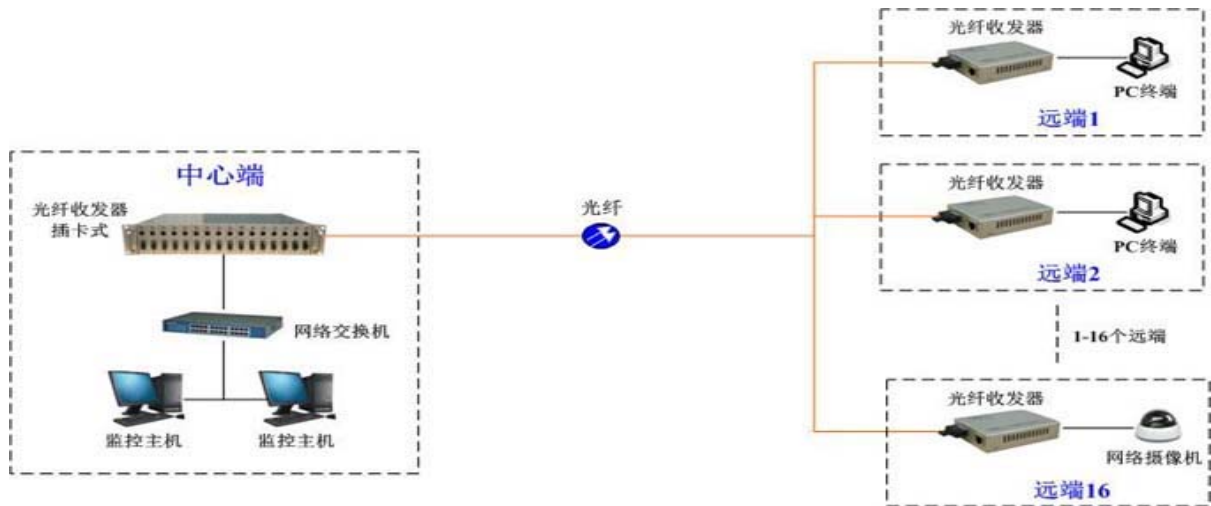 中心端
光纤收发器
插卡式
网络交换机
监控主机
监控主机
光纤
光纤收发器
PC终端
远端1
光纤收发器
PC终端
远端2
1-16个远端
光纤收发器
网络摄像机
远端16